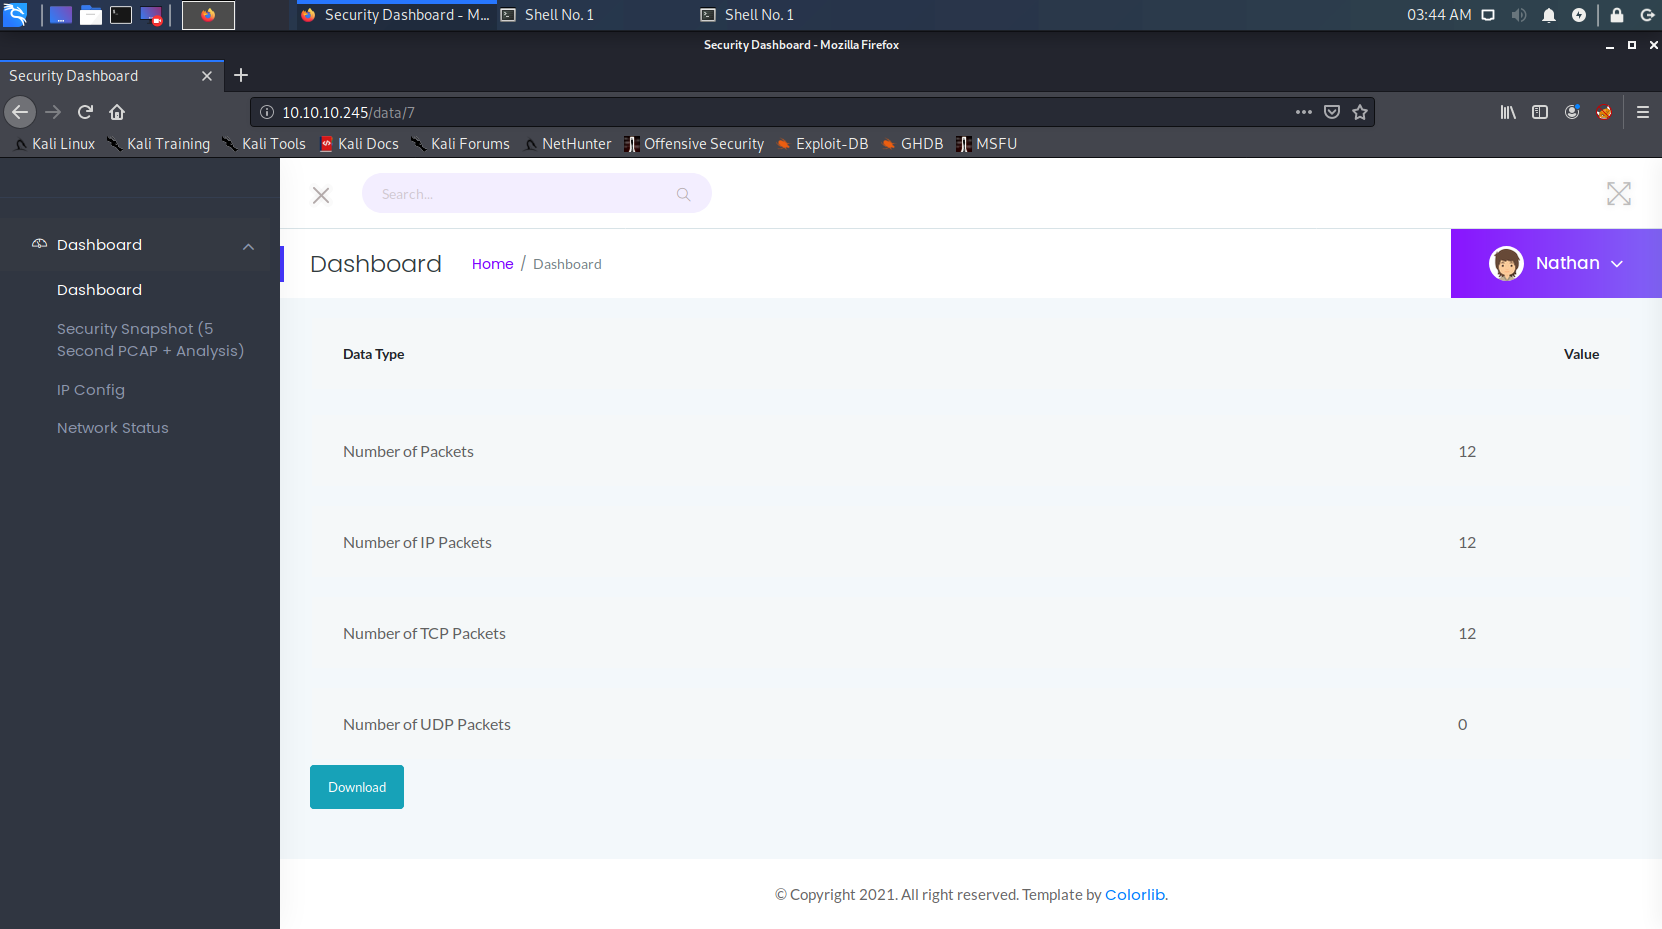 Security Dashboard - M...
Shell No. 1
Shell No. 1
03:44 AM
Security Dashboard - Mozilla Firefox
Security Dashboard
10.10.10.245/data/7
Kali Linux
Kali Training
Kali Tools
Kali Docs
Kali Forums
NetHunter
Offensive Security
Exploit-DB
GHDB
MSFU
Search...
Dashboard
Dashboard
Security Snapshot (5
Second PCAP + Analysis)
IP Config
Network Status
Dashboard
Home / Dashboard
Nathan
Data Type Value
Number of Packets 12
Number of IP Packets 12
Number of TCP Packets 12
Number of UDP Packets 0
Download
© Copyright 2021. All right reserved. Template by Colorlib.